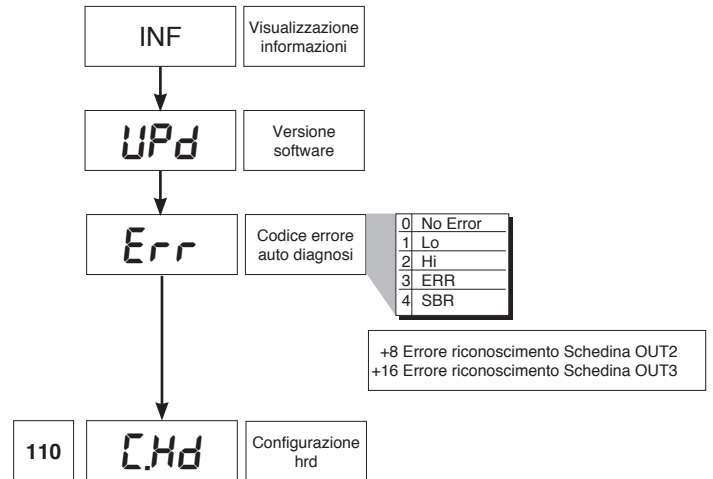 INF
Visualizzazione
informazioni
UPd
Versione
software
Err
Codice errore
auto diagnosi
0 No Error
1 Lo
2 Hi
3 ERR
4 SBR
+8 Errore riconoscimento Schedina OUT2
+16 Errore riconoscimento Schedina OUT3
110
C.Hd
Configurazione
hrd